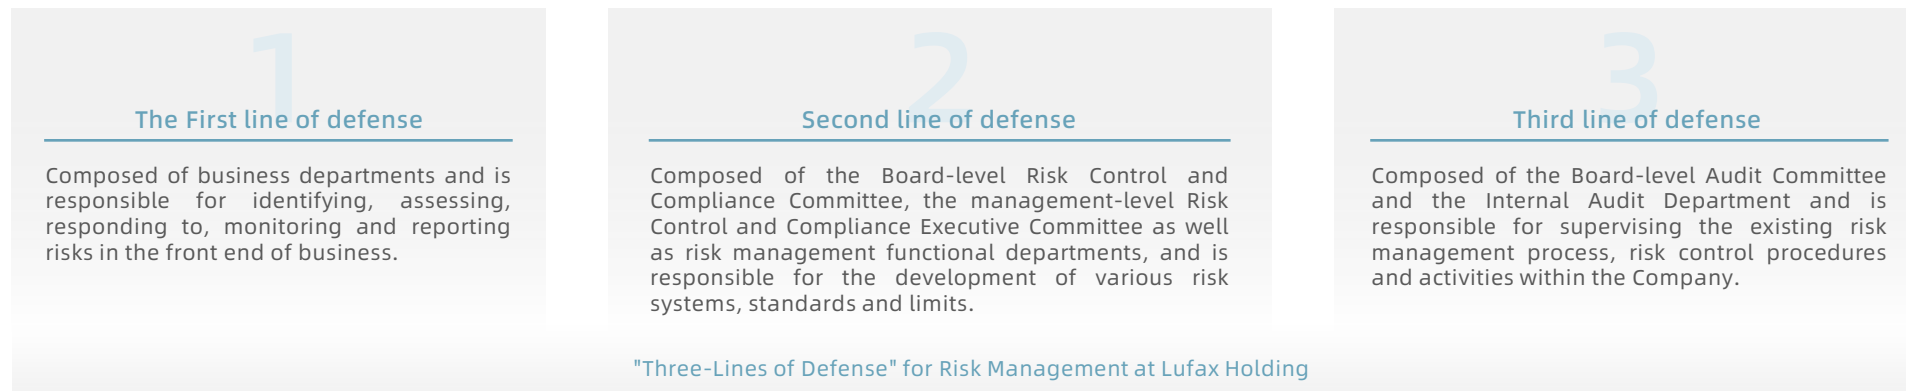 1
The First line of defense
Composed of business departments and is
responsible for identifying, assessing,
responding to, monitoring and reporting
risks in the front end of business.
2
Second line of defense
Composed of the Board-level Risk Control and
Compliance Committee, the management-level Risk
Control and Compliance Executive Committee as well
as risk management functional departments, and is
responsible for the development of various risk
systems, standards and limits.
3
Third line of defense
Composed of the Board-level Audit Committee
and the Internal Audit Department and is
responsible for supervising the existing risk
management process, risk control procedures
and activities within the Company.
"Three-Lines of Defense" for Risk Management at Lufax Holding